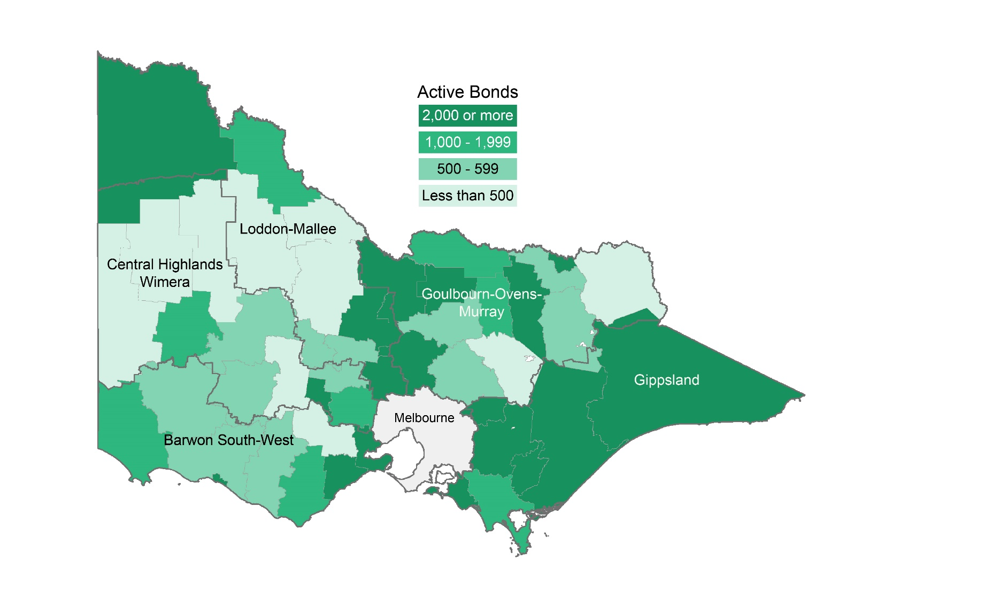 Active Bonds
2,000 or more
1,000 - 1,999
500 - 599
Less than 500
Loddon-Mallee
Central Highlands
Wimera
Goulbourn-Ovens-
Murray
Gippsland
Melbourne
Barwon South-West